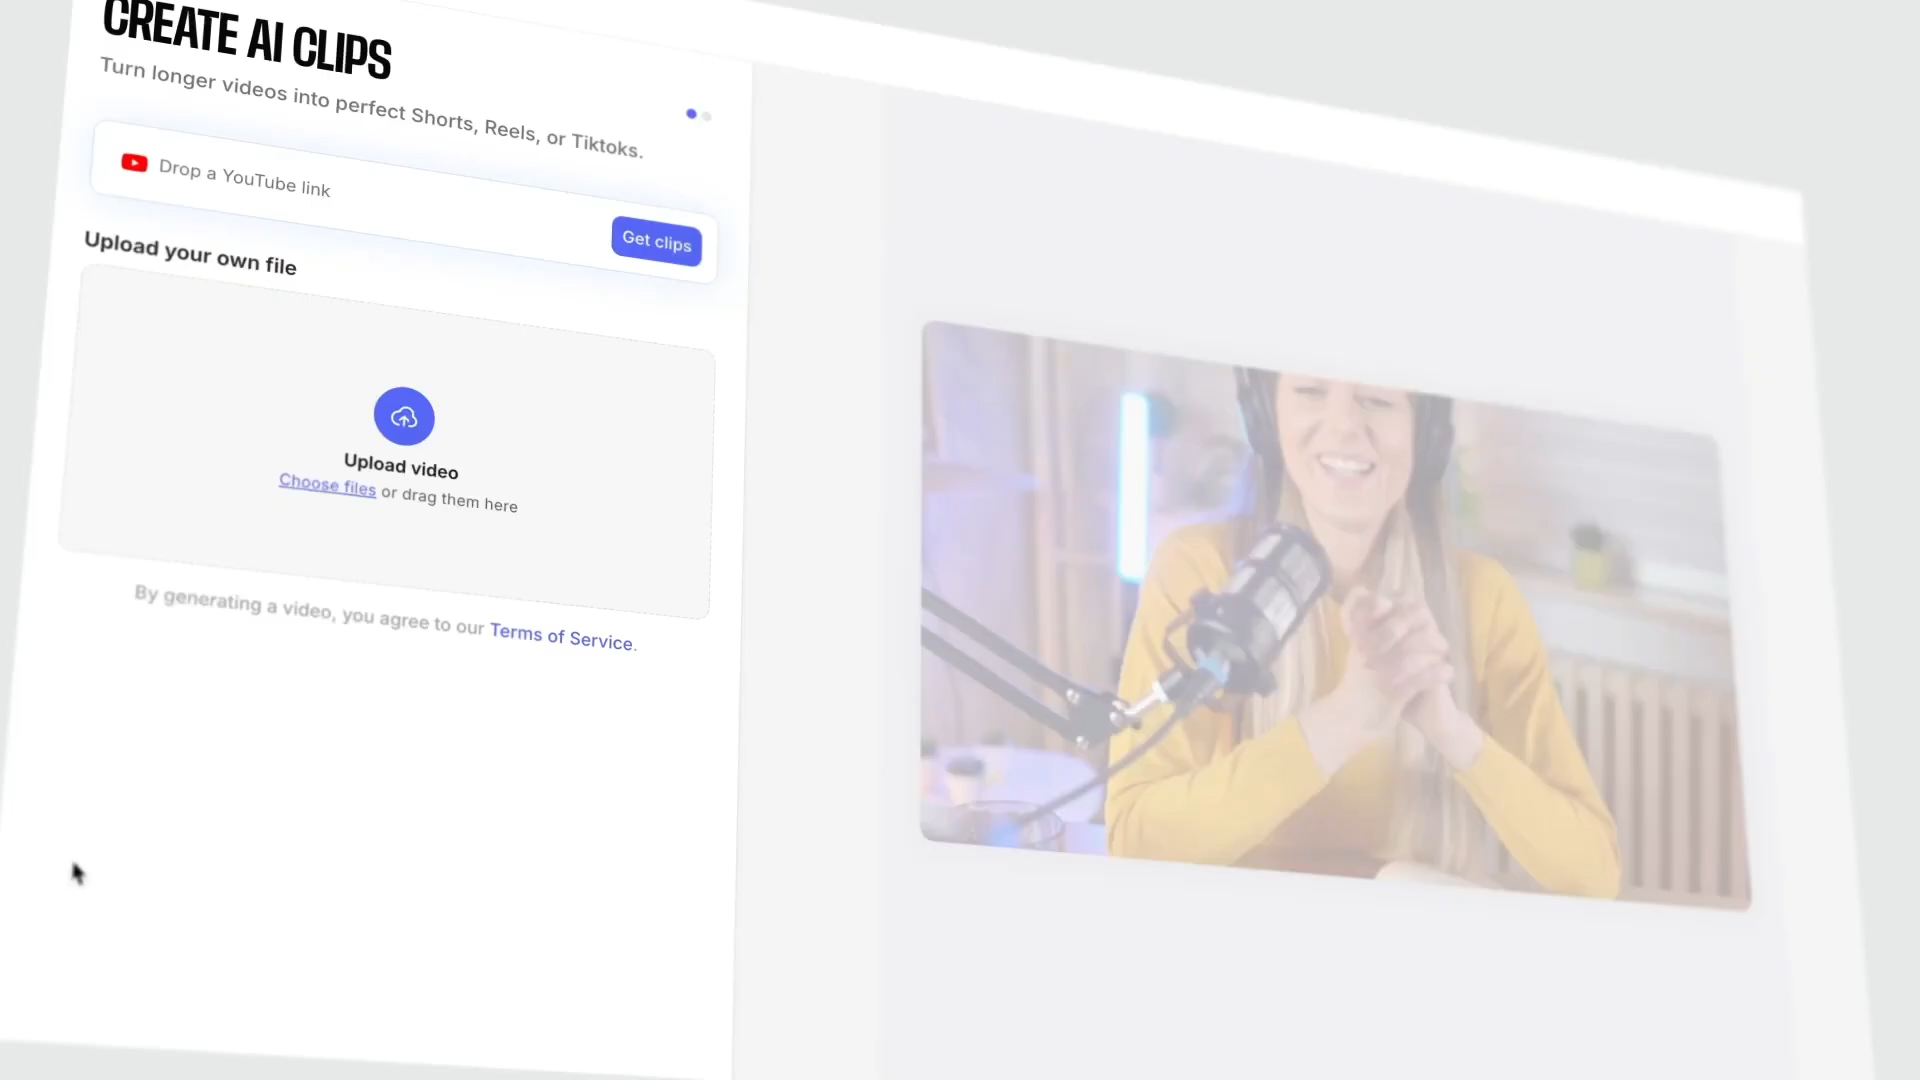 CREATE AI CLIPS
Turn longer videos into perfect Shorts, Reels, or Tiktoks.
Drop a YouTube link
Get clips
Upload your own file
Upload video
Choose files or drag them here
By generating a video, you agree to our Terms of Service.